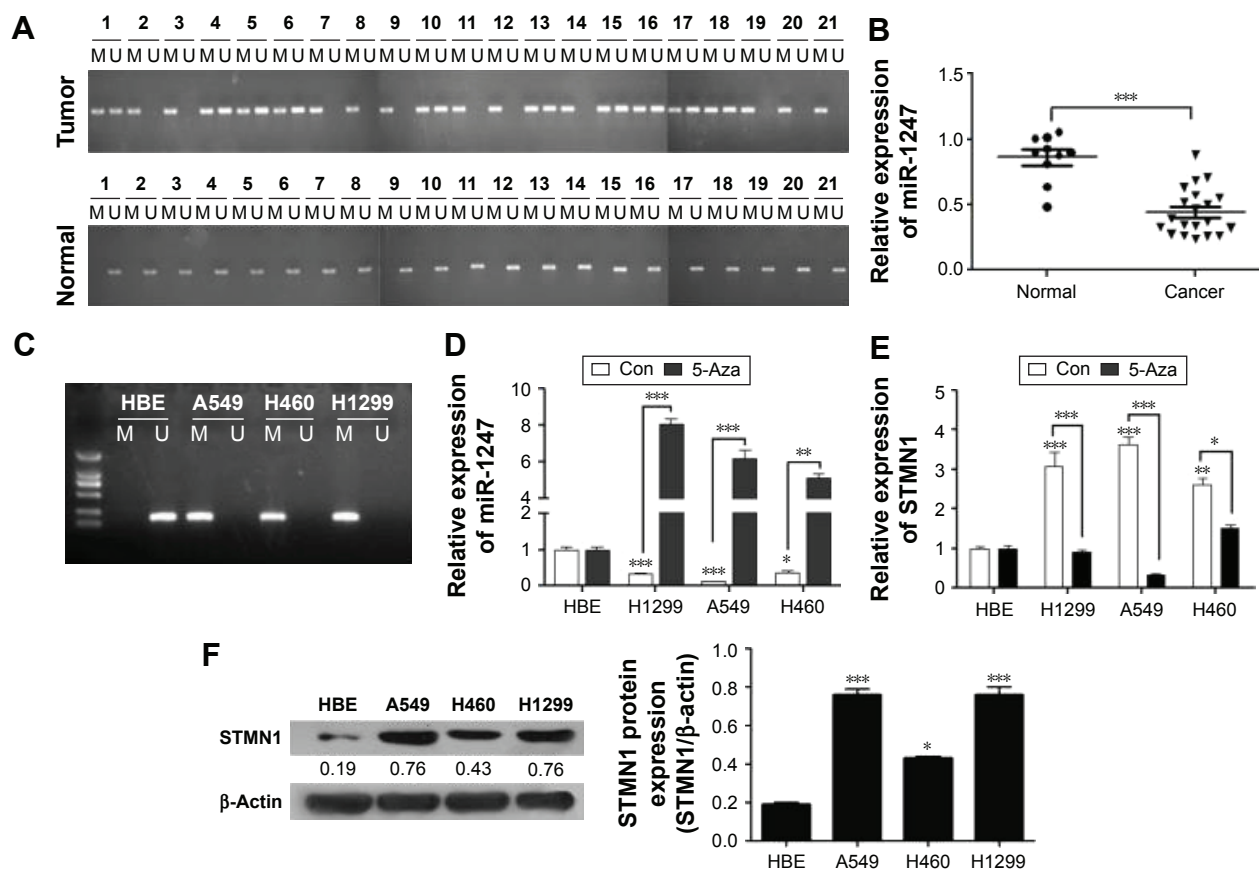 A
1 2 3 4 5 6 7 8 9 10 11 12 13 14 15 16 17 18 19 20 21
M U M U M U M U M U M U M U M U M U M U M U M U M U M U M U M U M U M U M U M U M U
Tumor
1 2 3 4 5 6 7 8 9 10 11 12 13 14 15 16 17 18 19 20 21
M U M U M U M U M U M U M U M U M U M U M U M U M U M U M U M U M U M U M U M U M U
Normal
B
Relative expression
of miR-1247
1.5
1.0
0.5
0.0
***
Normal Cancer
C
HBE A549 H460 H1299
M U M U M U M U
D
Con 5-Aza
Relative expression
of miR-1247
10
8
6
4
2
1
0
*** *** **
*** *** *
HBE H1299 A549 H460
E
Con 5-Aza
Relative expression
of STMN1
5
4
3
2
1
0
*** *** *
*** *** **
HBE H1299 A549 H460
F
HBE A549 H460 H1299
STMN1
0.19 0.76 0.43 0.76
β-Actin
STMN1 protein
expression
(STMN1/β-actin)
1.0
0.8
0.6
0.4
0.2
0.0
*** * ***
HBE A549 H460 H1299